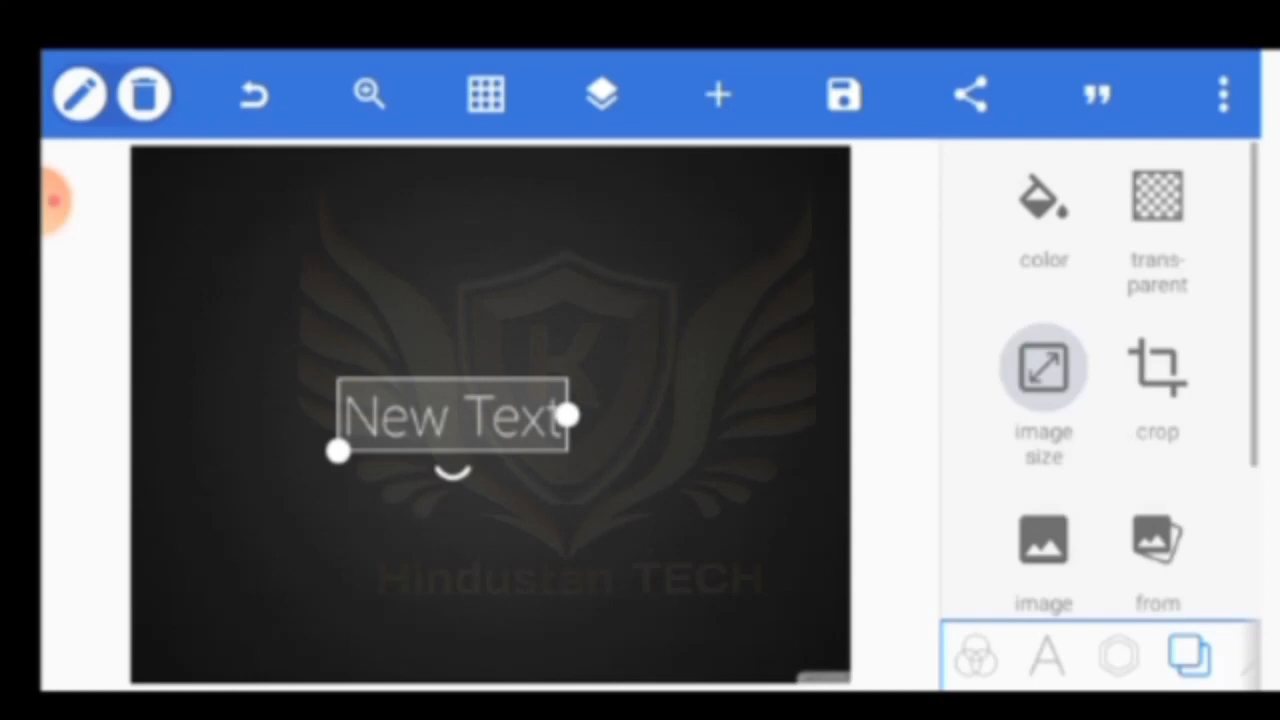 color
trans-
parent
K
New Text
image
size
crop
Hindustan TECH
image
from
A